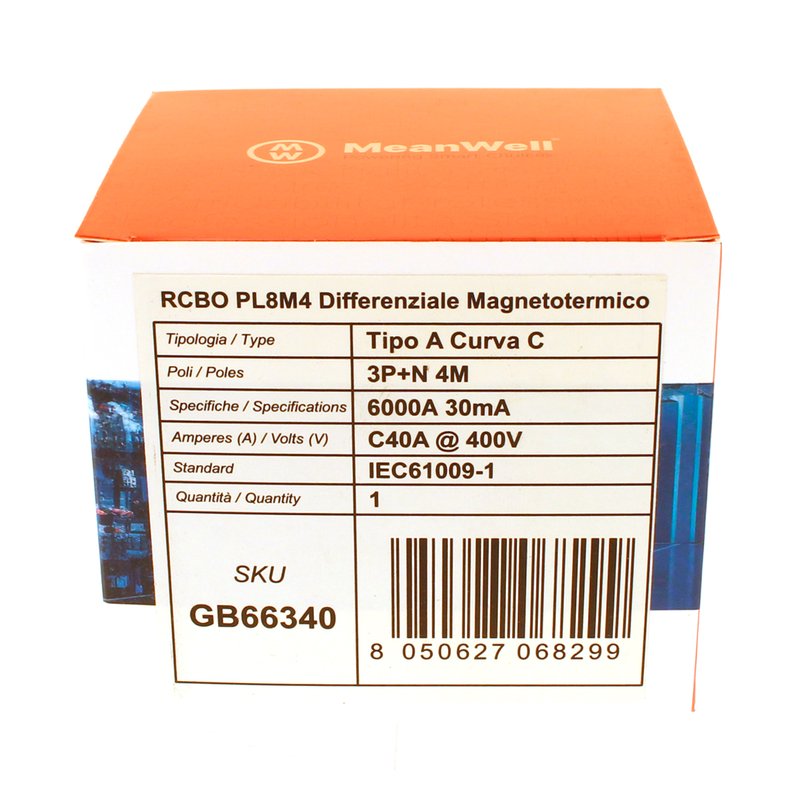 MW MeanWell
RCBO PL8M4 Differenziale Magnetotermico
Tipologia / Type Tipo A Curva C
Poli / Poles 3P+N 4M
Specifiche / Specifications 6000A 30mA
Amperes (A) / Volts (V) C40A @ 400V
Standard IEC61009-1
Quantità / Quantity 1
SKU
GB66340
8 050627 068299